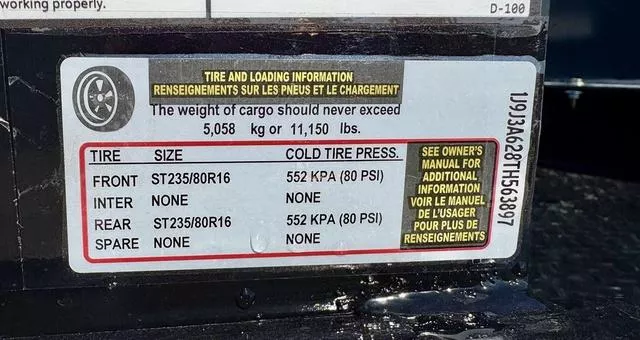 working properly.
D-100
TIRE AND LOADING INFORMATION
RENSEIGNEMENTS SUR LES PNEUS ET LE CHARGEMENT
The weight of cargo should never exceed
5,058 kg or 11,150 lbs.
TIRE SIZE COLD TIRE PRESS.
FRONT ST235/80R16 552 KPA (80 PSI)
INTER NONE NONE
REAR ST235/80R16 552 KPA (80 PSI)
SPARE NONE NONE
SEE OWNER'S
MANUAL FOR
ADDITIONAL
INFORMATION
VOIR LE MANUEL
DE L'USAGER
POUR PLUS DE
RENSEIGNEMENTS
1J9J3A628TH563897